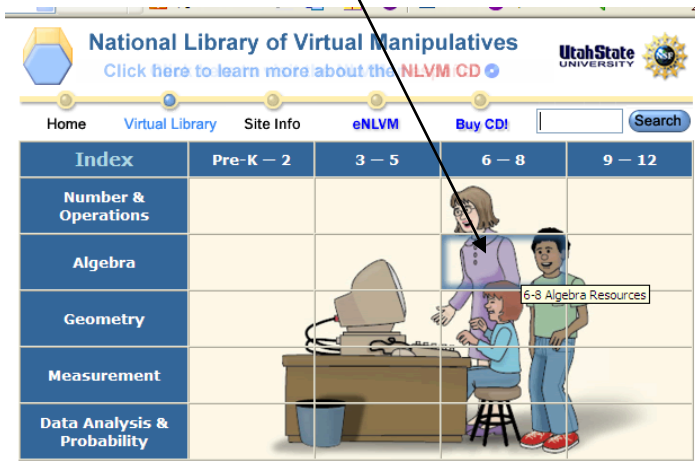 National Library of Virtual Manipulatives
Click here to learn more about the NLVM CD
UtahState
UNIVERSITY
NSF
Home Virtual Library Site Info eNLVM Buy CD! Search
Index Pre-K – 2 3 – 5 6 – 8 9 – 12
Number &
Operations
Algebra
6-8 Algebra Resources
Geometry
Measurement
Data Analysis &
Probability